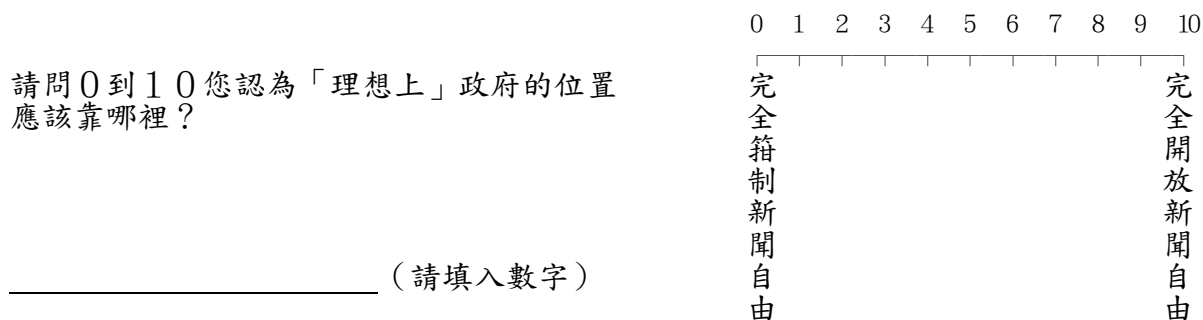 0 1 2 3 4 5 6 7 8 9 10
請問０到１０您認為「理想上」政府的位置
應該靠哪裡？
（請填入數字）
完全箝制新聞自由
完全開放新聞自由